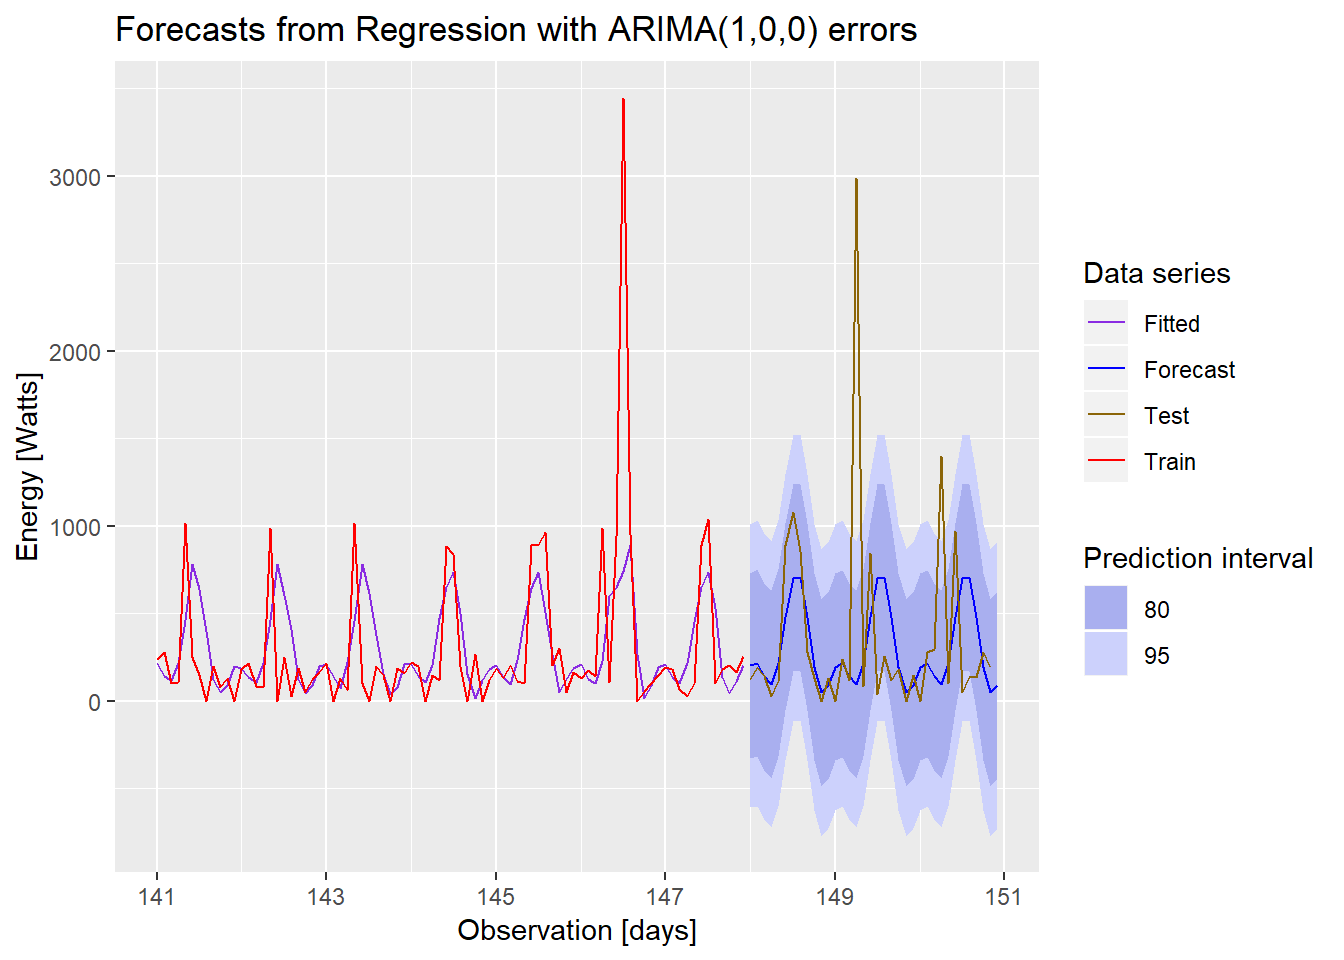 Forecasts from Regression with ARIMA(1,0,0) errors
Energy [Watts]
3000
2000
1000
0
141
143
145
147
149
151
Observation [days]
Data series
Fitted
Forecast
Test
Train
Prediction interval
80
95